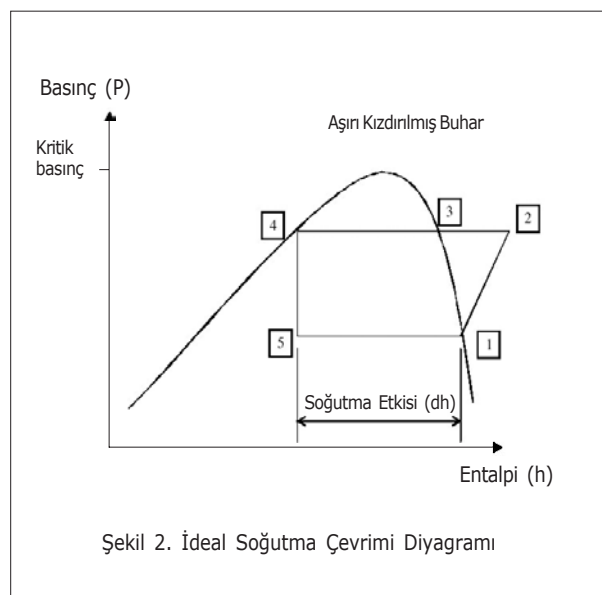 Basınç (P)
Aşırı Kızdırılmış Buhar
Kritik
basınç
3
2
4
5
1
Soğutma Etkisi (dh)
Entalpi (h)
Şekil 2. İdeal Soğutma Çevrimi Diyagramı